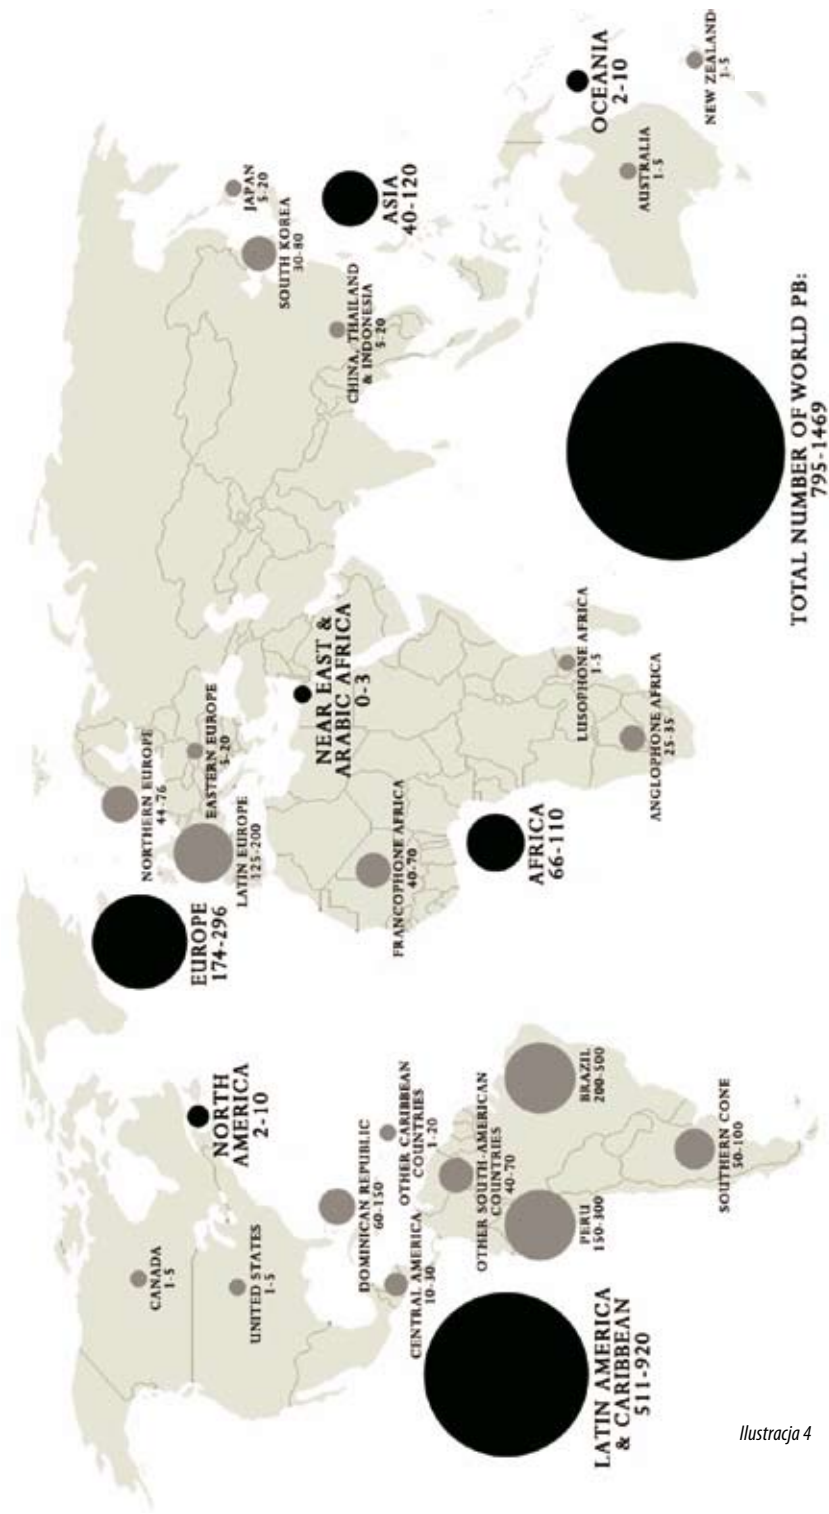 CANADA
1-5
UNITED STATES
1-5
NORTH
AMERICA
2-10
DOMINICAN REPUBLIC
60-150
OTHER CARIBBEAN
COUNTRIES
1-20
CENTRAL AMERICA
10-30
OTHER SOUTH-AMERICAN
COUNTRIES
40-70
PERU
150-300
BRAZIL
200-500
SOUTHERN CONE
50-100
LATIN AMERICA
& CARIBBEAN
511-920
EUROPE
174-296
NORTHERN EUROPE
44-76
EASTERN EUROPE
5-20
LATIN EUROPE
125-200
NEAR EAST &
ARABIC AFRICA
0-3
FRANCOPHONE AFRICA
40-70
AFRICA
66-110
LUSOPHONE AFRICA
1-5
ANGLOPHONE AFRICA
25-35
JAPAN
5-20
SOUTH KOREA
30-80
ASIA
40-120
CHINA, THAILAND
& INDONESIA
5-20
OCEANIA
2-10
AUSTRALIA
1-5
NEW ZEALAND
1-5
TOTAL NUMBER OF WORLD PB:
795-1469
Ilustracja 4